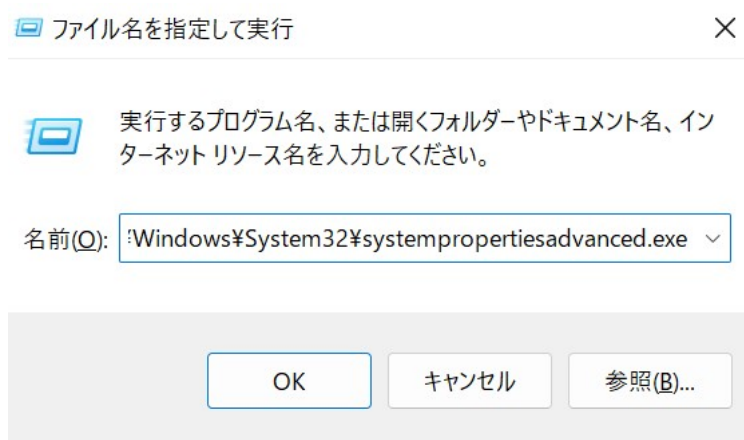 ファイル名を指定して実行
実行するプログラム名、または開くフォルダーやドキュメント名、イン
ターネット リソース名を入力してください。
名前(O): ¥Windows¥System32¥systempropertiesadvanced.exe
OK キャンセル 参照(B)...